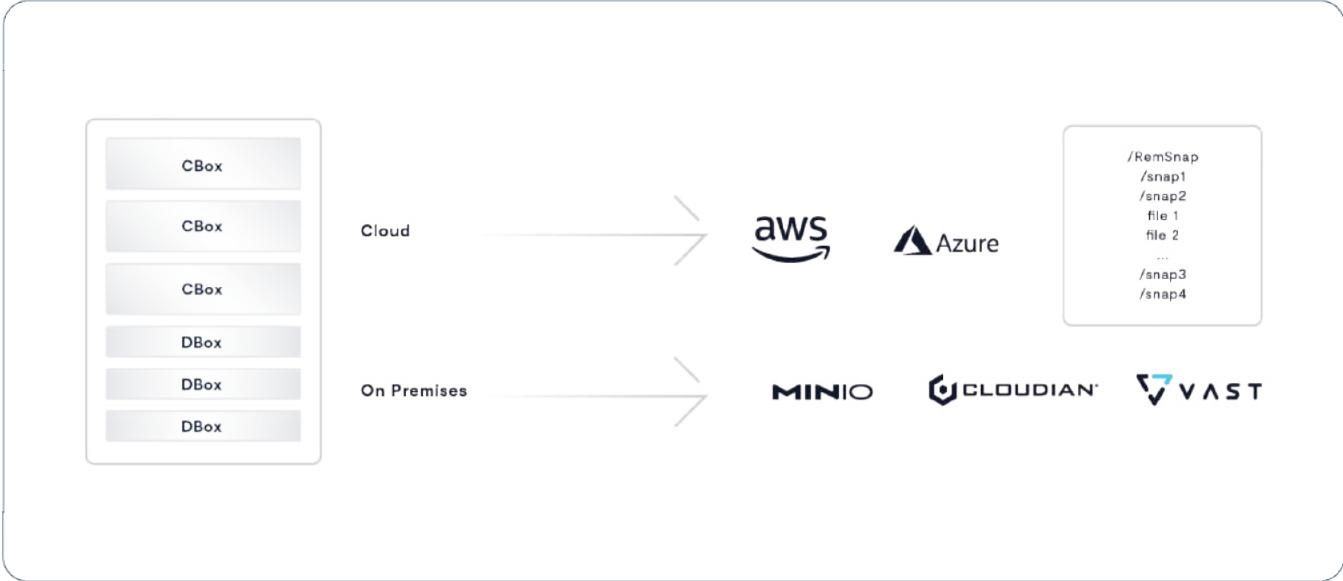 CBox
CBox
CBox
DBox
DBox
DBox
Cloud
aws
Azure
/RemSnap
/snap1
/snap2
file 1
file 2
...
/snap3
/snap4
On Premises
MINIO
CLOUDIAN
VAST